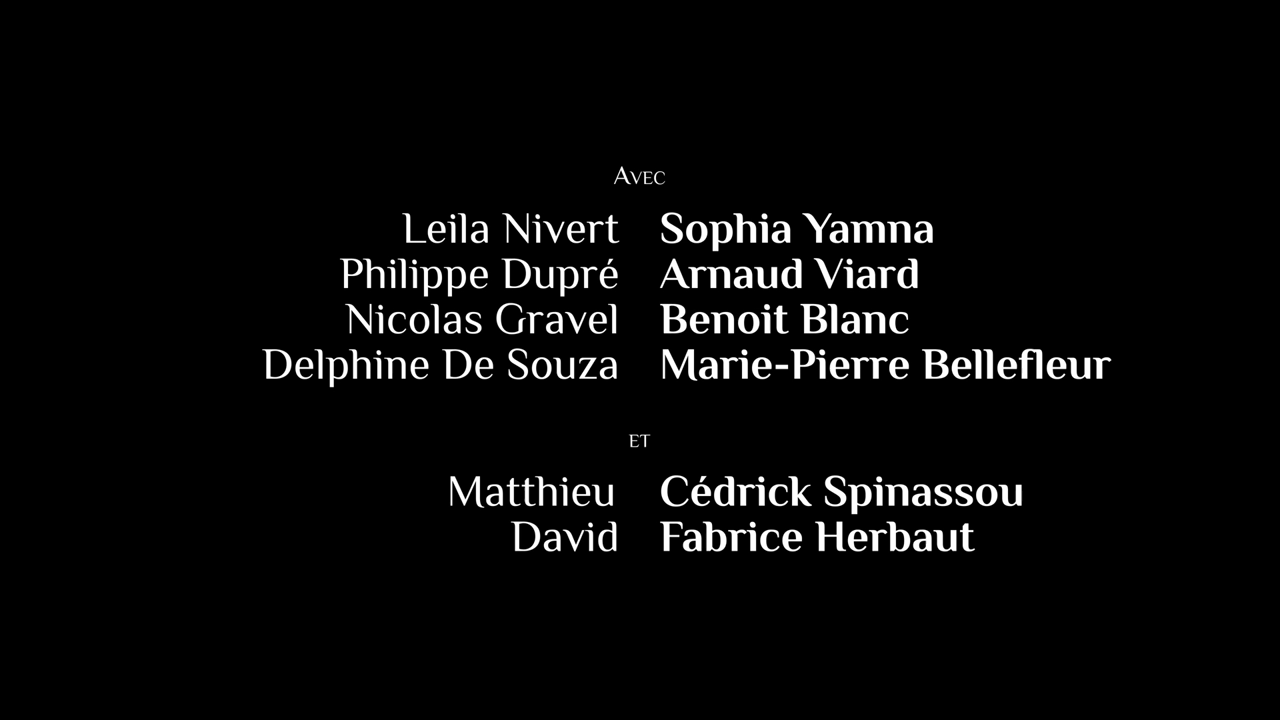 Avec
Leila Nivert Sophia Yamna
Philippe Dupré Arnaud Viard
Nicolas Gravel Benoit Blanc
Delphine De Souza Marie-Pierre Bellefleur
et
Matthieu Cédrick Spinassou
David Fabrice Herbaut